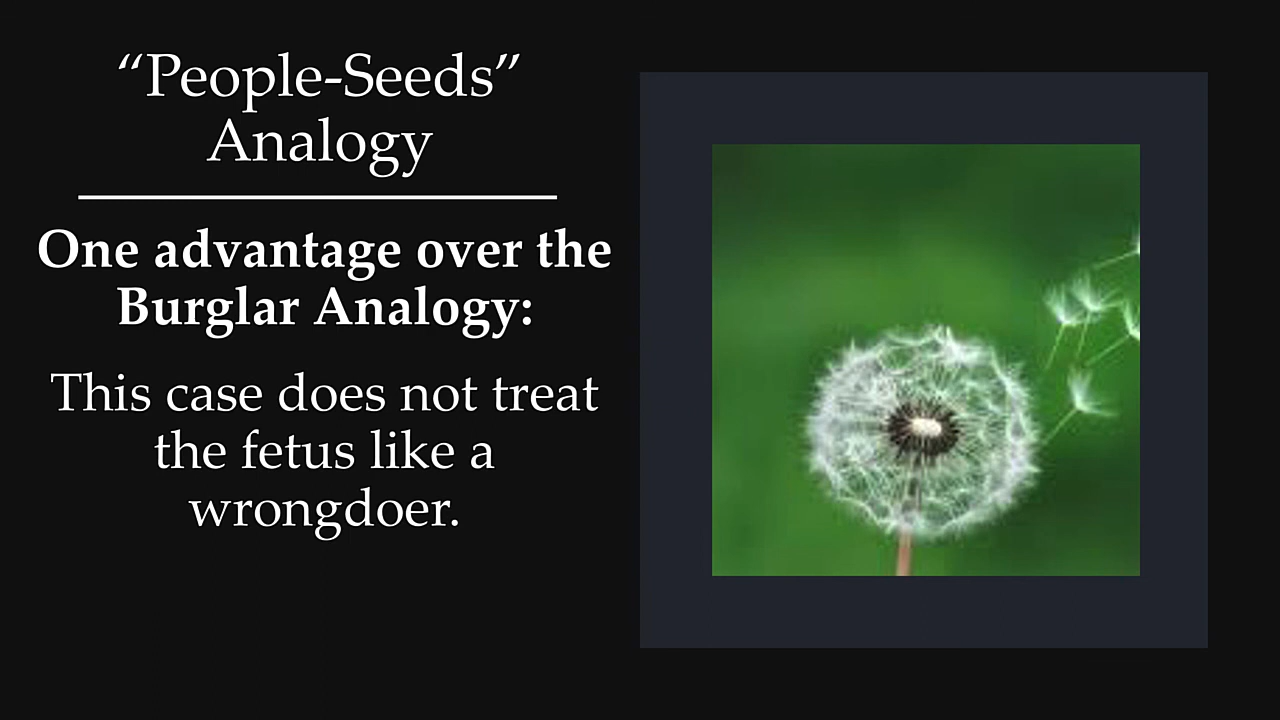 “People-Seeds”
Analogy
One advantage over the
Burglar Analogy:
This case does not treat
the fetus like a
wrongdoer.